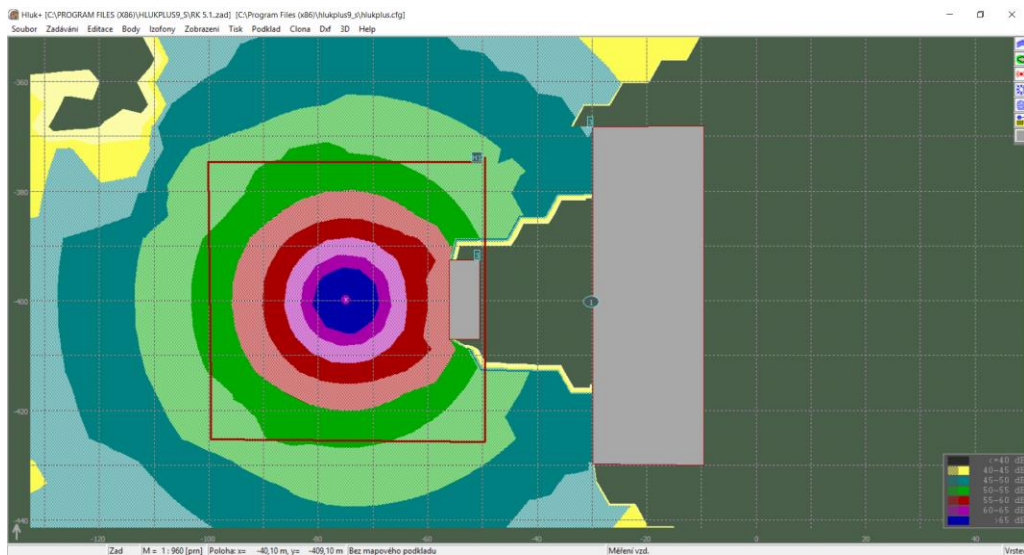 Hluk+ [C:\PROGRAM FILES (X86)\HLUKPLUS9_S\RK 5.1..zad] [C:\Program Files (x86)\hlukplus9_s\hlukplus.cfg]
Soubor Zadávání Editace Body Izofony Zobrazení Tisk Podklad Clona Dxf 3D Help
-360
-380
-400
-420
-440
1
<=40 dB
40-45 dB
45-50 dB
50-55 dB
55-60 dB
60-65 dB
>65 dB
-120 -100 -80 -60 -40 -20 0 20 40
Zad M = 1: 960 [prn] Poloha: x= -40,10 m, y= -409,10 m Bez mapového podkladu Měření vzd. Vrste